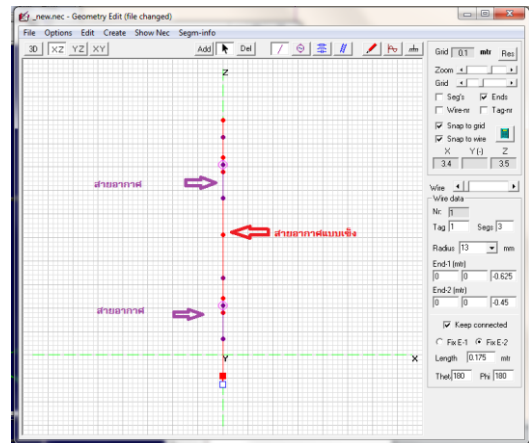 _new.nec - Geometry Edit (file changed)
File Options Edit Create Show Nec Segm-info
3D XZ YZ XY Add Del
Grid 0.1 mtr Res
Zoom
Grid
Seg's Ends
Wire-nr Tag-nr
Snap to grid
Snap to wire
X Y (-) Z
3.4 3.5
Z
สายอากาศ
สายอากาศแบบเซ็ง
สายอากาศ
Y X
Wire
Wire data
Nr. 1
Tag 1 Segs 3
Radius 13 mm
End-1 (mtr)
0 0 -0.625
End-2 (mtr)
0 0 -0.45
Keep connected
Fix E-1 Fix E-2
Length 0.175 mtr
Thet. 180 Phi 180